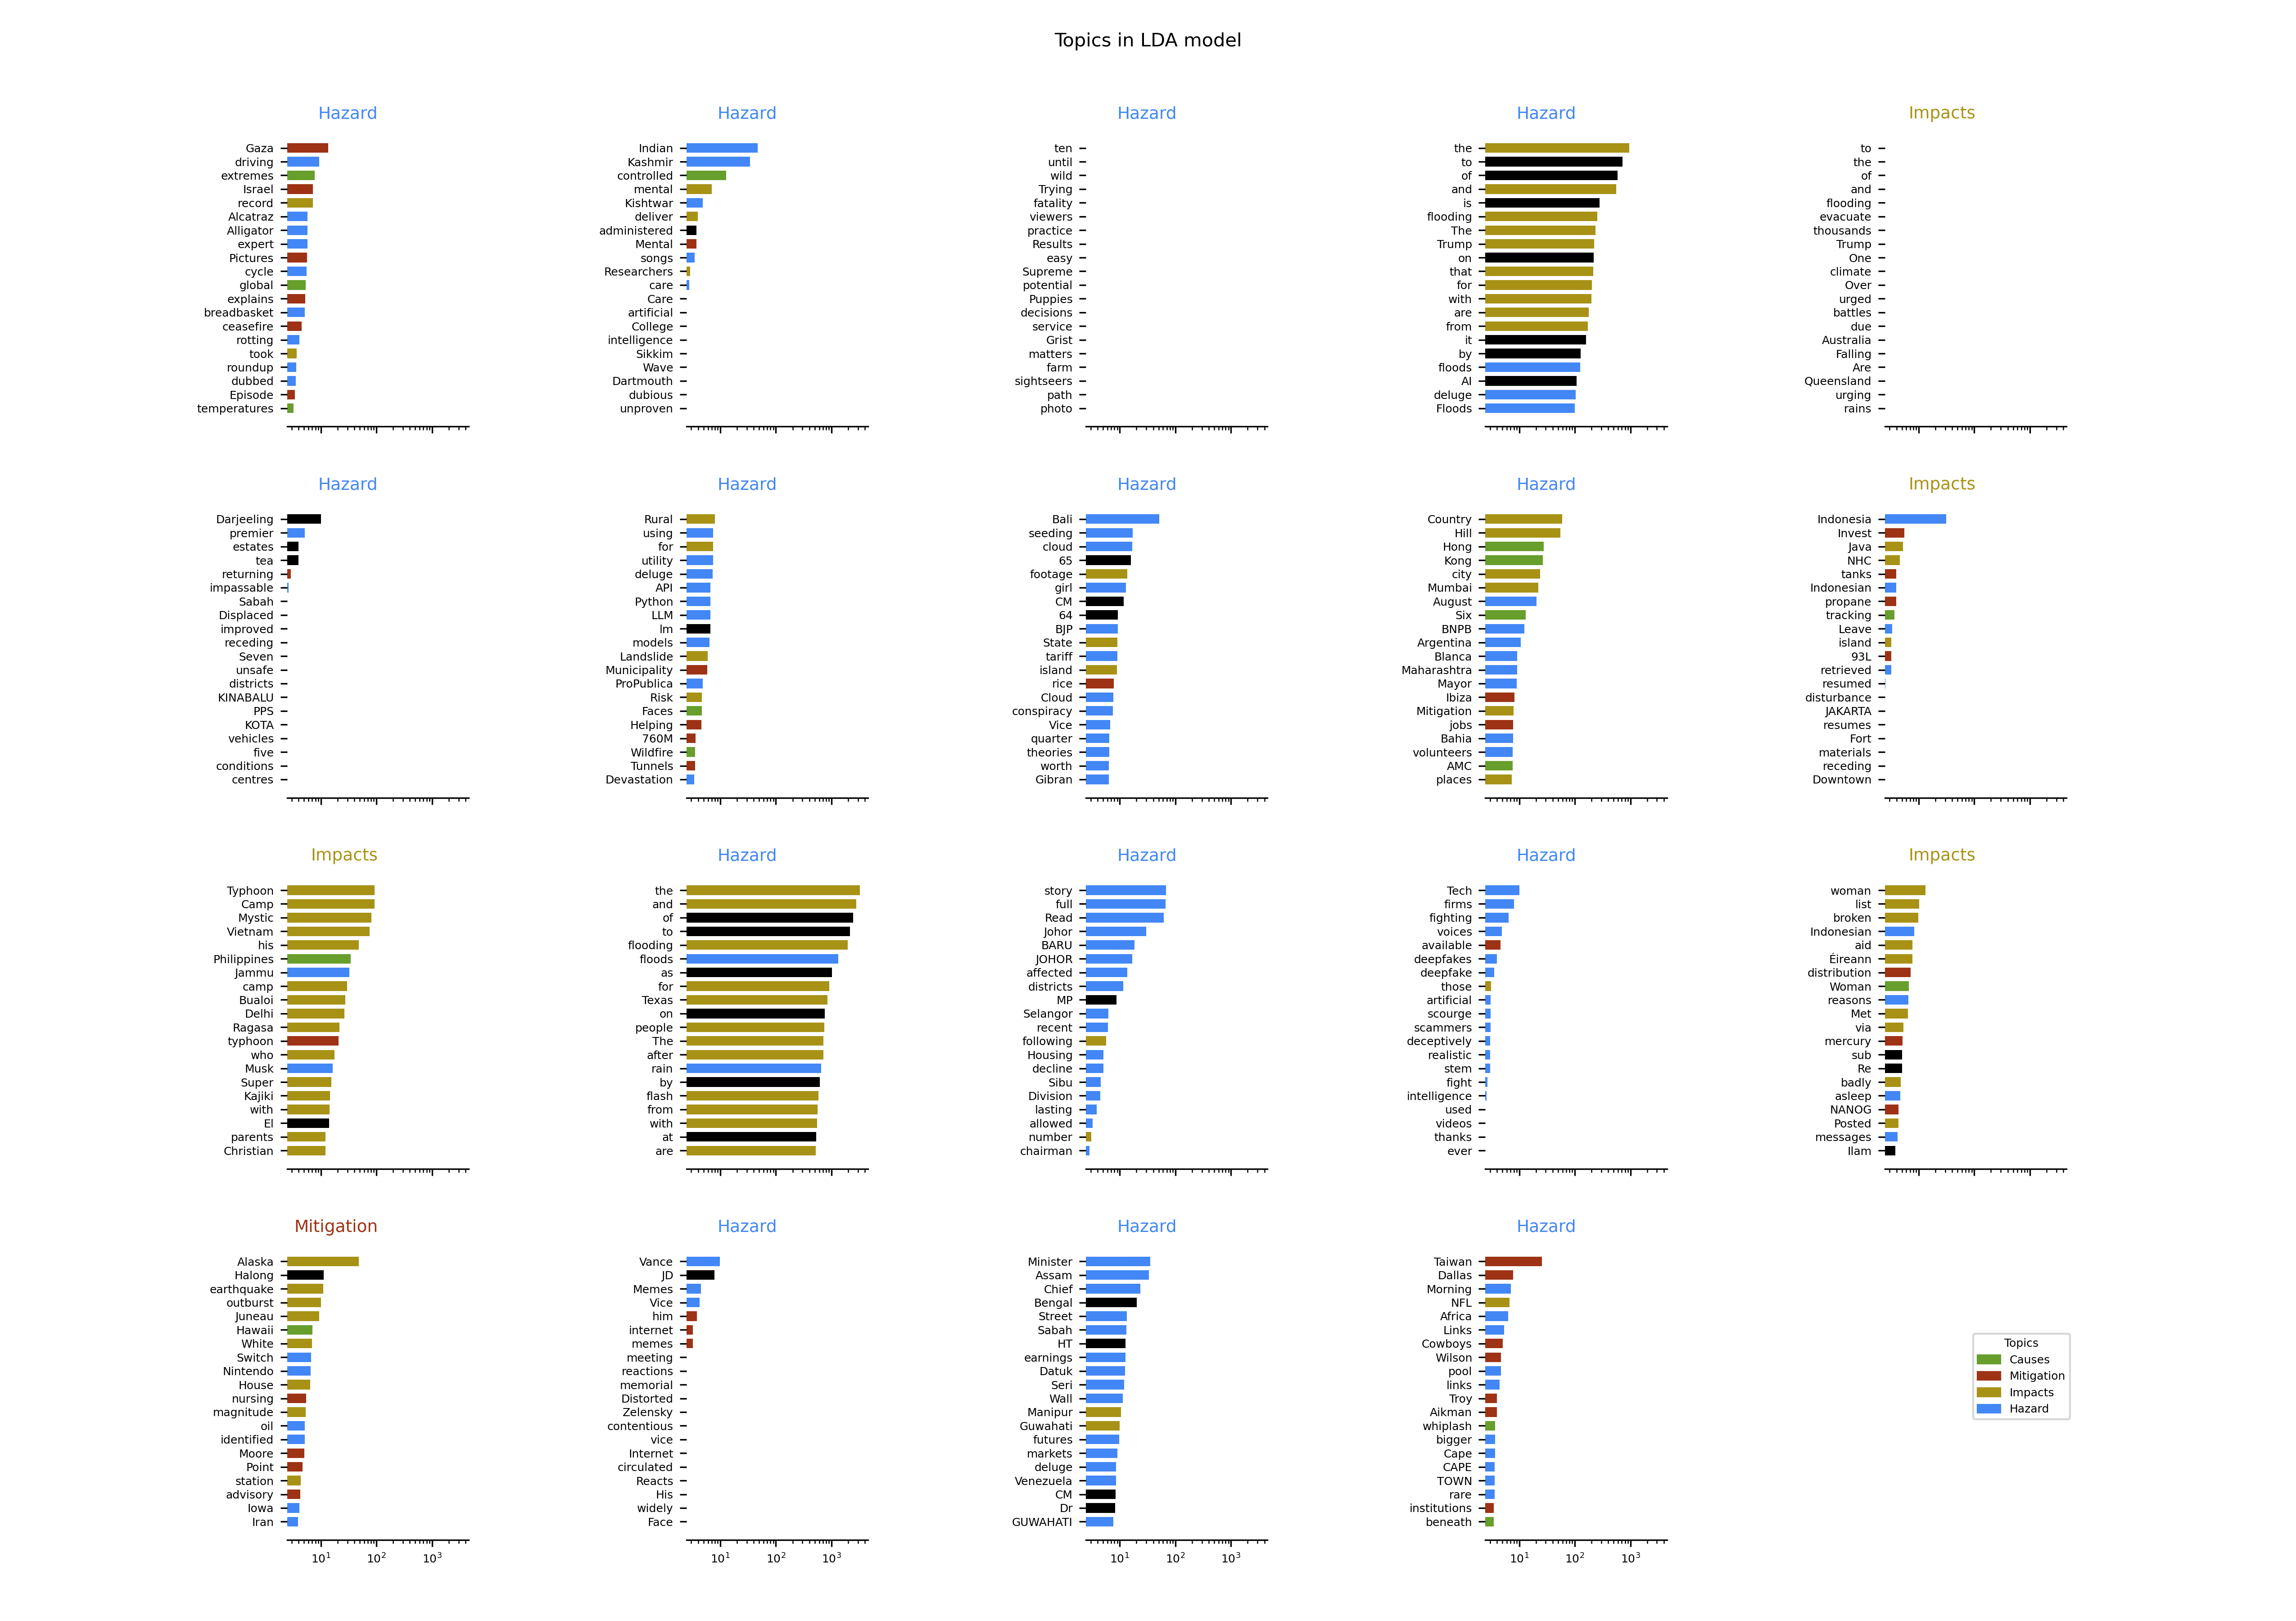 Topics in LDA model
Hazard
Gaza
driving
extremes
Israel
record
Alcatraz
Alligator
expert
Pictures
cycle
global
explains
breadbasket
ceasefire
rotting
took
roundup
dubbed
Episode
temperatures
Hazard
Indian
Kashmir
controlled
mental
Kishtwar
deliver
administered
Mental
songs
Researchers
care
Care
artificial
College
intelligence
Sikkim
Wave
Dartmouth
dubious
unproven
Hazard
ten
until
wild
Trying
fatality
viewers
practice
Results
easy
Supreme
potential
Puppies
decisions
service
Grist
matters
farm
sightseers
path
photo
Hazard
the
to
of
and
is
flooding
The
Trump
on
that
for
with
are
from
it
by
floods
AI
deluge
Floods
Impacts
to
the
of
and
flooding
evacuate
thousands
Trump
One
climate
Over
urged
battles
due
Australia
Falling
Are
Queensland
urging
rains
Hazard
Darjeeling
premier
estates
tea
returning
impassable
Sabah
Displaced
improved
receding
Seven
unsafe
districts
KINABALU
PPS
KOTA
vehicles
five
conditions
centres
Hazard
Rural
using
for
utility
deluge
API
Python
LLM
lm
models
Landslide
Municipality
ProPublica
Risk
Faces
Helping
760M
Wildfire
Tunnels
Devastation
Hazard
Bali
seeding
cloud
65
footage
girl
CM
64
BJP
State
tariff
island
rice
Cloud
conspiracy
Vice
quarter
theories
worth
Gibran
Hazard
Country
Hill
Hong
Kong
city
Mumbai
August
Six
BNPB
Argentina
Blanca
Maharashtra
Mayor
Ibiza
Mitigation
jobs
Bahia
volunteers
AMC
places
Impacts
Indonesia
Invest
Java
NHC
tanks
Indonesian
propane
tracking
Leave
island
93L
retrieved
resumed
disturbance
JAKARTA
resumes
Fort
materials
receding
Downtown
Impacts
Typhoon
Camp
Mystic
Vietnam
his
Philippines
Jammu
camp
Bualoi
Delhi
Ragasa
typhoon
who
Musk
Super
Kajiki
with
El
parents
Christian
Hazard
the
and
of
to
flooding
floods
as
for
Texas
on
people
The
after
rain
by
flash
from
with
at
are
Hazard
story
full
Read
Johor
BARU
JOHOR
affected
districts
MP
Selangor
recent
following
Housing
decline
Sibu
Division
lasting
allowed
number
chairman
Hazard
Tech
firms
fighting
voices
available
deepfakes
deepfake
those
artificial
scourge
scammers
deceptively
realistic
stem
fight
intelligence
used
videos
thanks
ever
Impacts
woman
list
broken
Indonesian
aid
Éireann
distribution
Woman
reasons
Met
via
mercury
sub
Re
badly
asleep
NANOG
Posted
messages
Ilam
Mitigation
Alaska
Halong
earthquake
outburst
Juneau
Hawaii
White
Switch
Nintendo
House
nursing
magnitude
oil
identified
Moore
Point
station
advisory
Iowa
Iran
10¹ 10² 10³
Hazard
Vance
JD
Memes
Vice
him
internet
memes
meeting
reactions
memorial
Distorted
Zelensky
contentious
vice
Internet
circulated
Reacts
His
widely
Face
10¹ 10² 10³
Hazard
Minister
Assam
Chief
Bengal
Street
Sabah
HT
earnings
Datuk
Seri
Wall
Manipur
Guwahati
futures
markets
deluge
Venezuela
CM
Dr
GUWAHATI
10¹ 10² 10³
Hazard
Taiwan
Dallas
Morning
NFL
Africa
Links
Cowboys
Wilson
pool
links
Troy
Aikman
whiplash
bigger
Cape
CAPE
TOWN
rare
institutions
beneath
10¹ 10² 10³
Topics
Causes
Mitigation
Impacts
Hazard